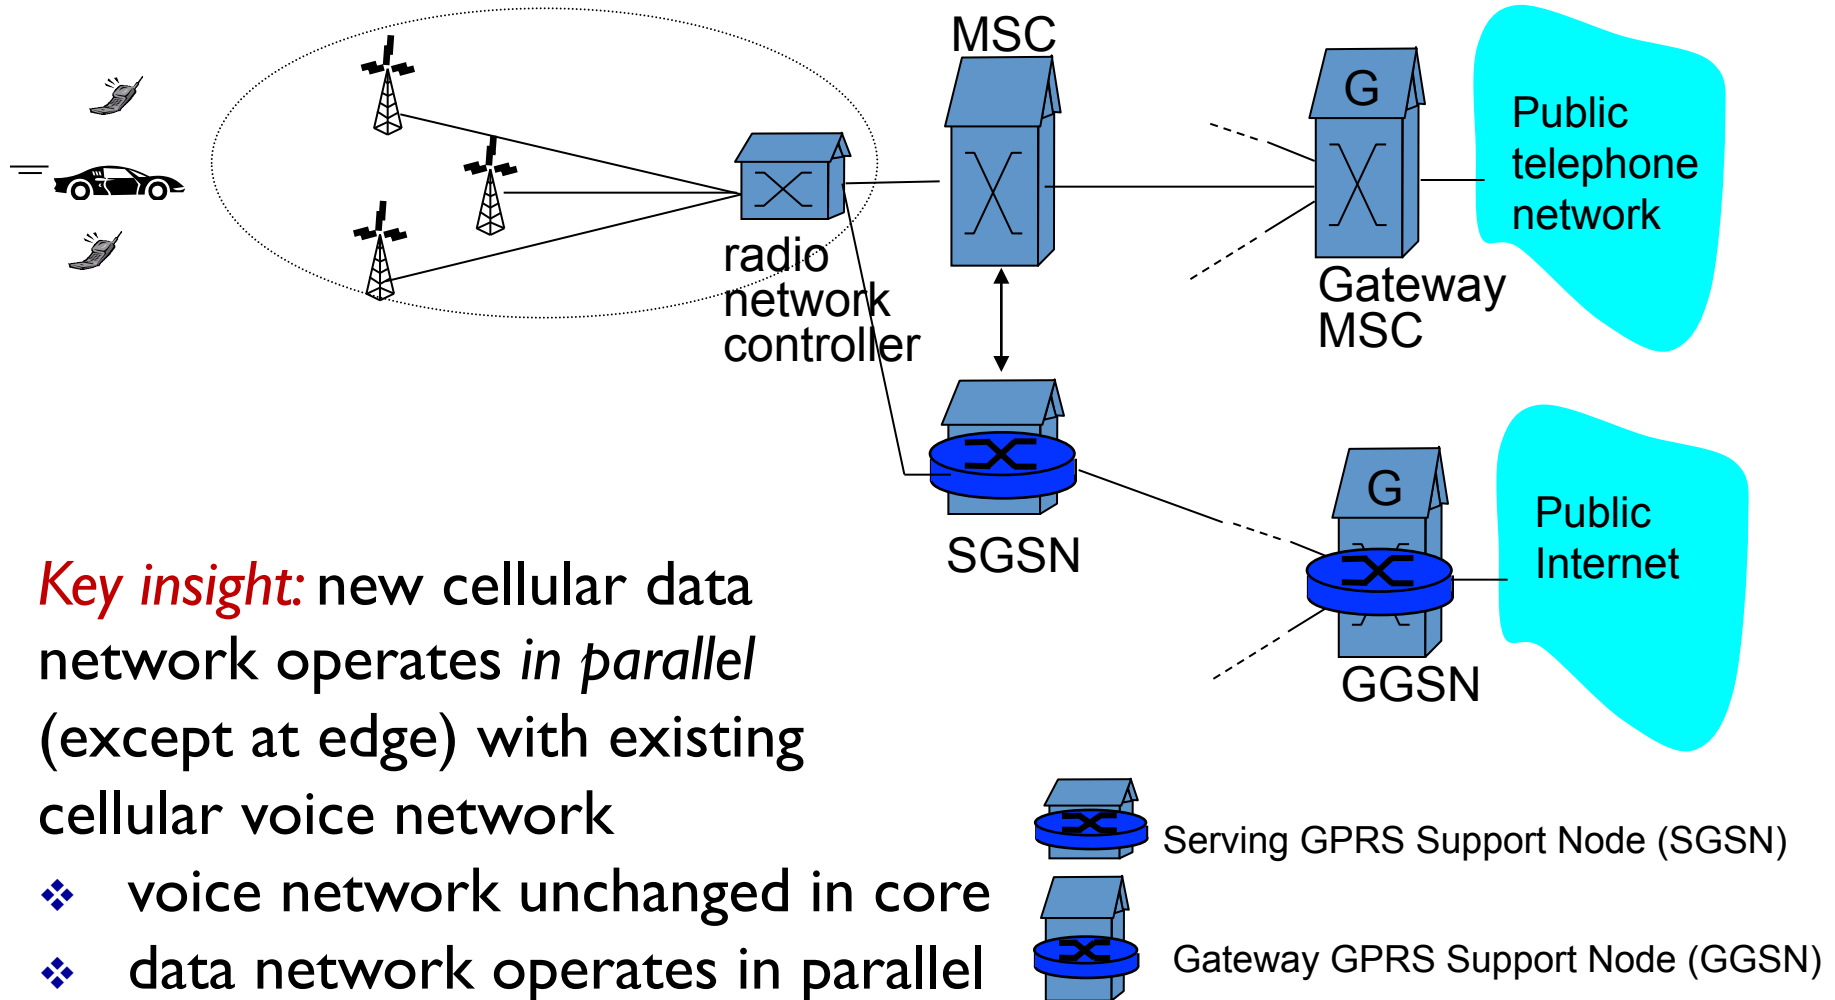 MSC
G
Public
telephone
network
radio
network
controller
Gateway
MSC
G
Public
Internet
SGSN
GGSN
Key insight: new cellular data
network operates in parallel
(except at edge) with existing
cellular voice network
❖ voice network unchanged in core
❖ data network operates in parallel
Serving GPRS Support Node (SGSN)
Gateway GPRS Support Node (GGSN)